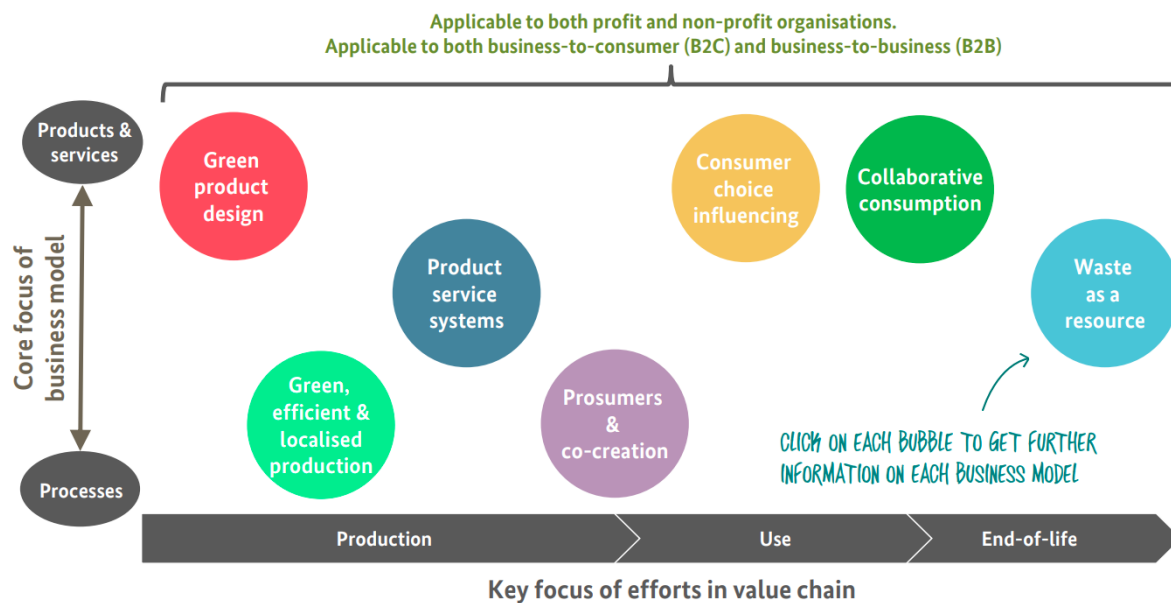 Applicable to both profit and non-profit organisations.
Applicable to both business-to-consumer (B2C) and business-to-business (B2B)
Products &
services
Core focus of
business model
Processes
Green
product
design
Green,
efficient &
localised
production
Product
service
systems
Prosumers
&
co-creation
Consumer
choice
influencing
Collaborative
consumption
Waste
as a
resource
CLICK ON EACH BUBBLE TO GET FURTHER
INFORMATION ON EACH BUSINESS MODEL
Production
Use
End-of-life
Key focus of efforts in value chain